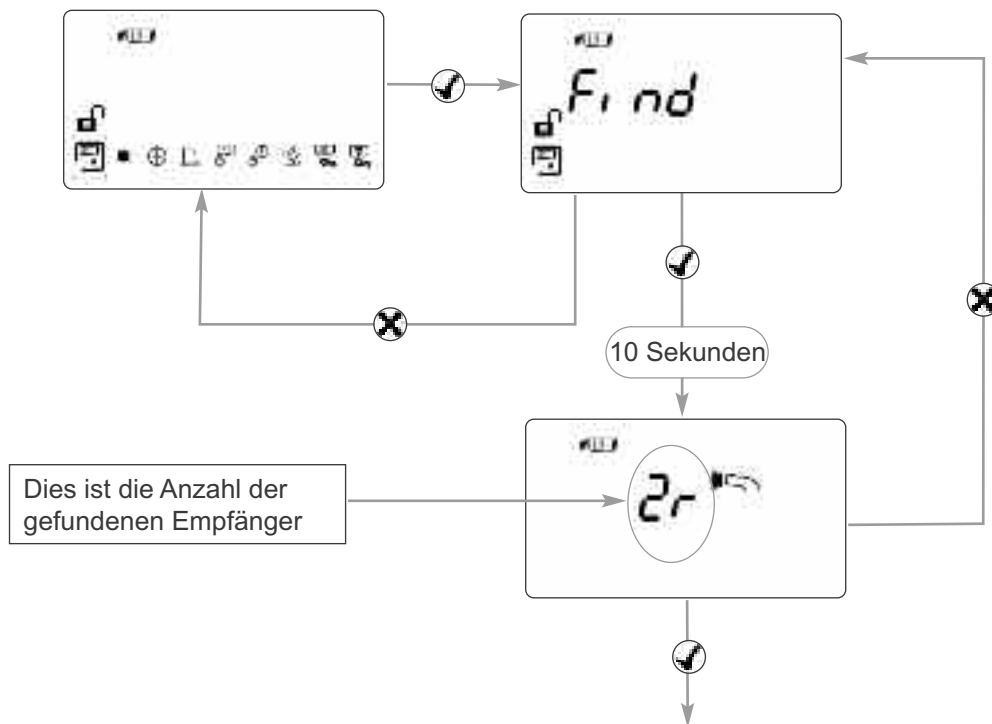 Find
10 Sekunden
2r
Dies ist die Anzahl der
gefundenen Empfänger